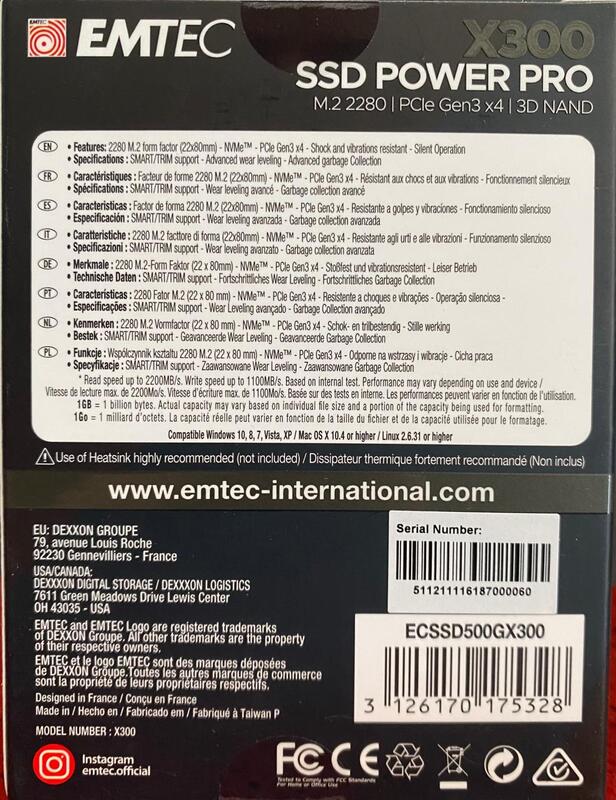 EMTEC
EMTEC
X300
SSD POWER PRO
M.2 2280 | PCIe Gen3 x4 | 3D NAND
EN • Features: 2280 M.2 form factor (22x80mm) - NVMe™ - PCIe Gen3 x4 - Shock and vibrations resistant - Silent Operation
• Specifications : SMART/TRIM support - Advanced wear leveling - Advanced garbage Collection
FR • Caractéristiques : Facteur de forme 2280 M.2 (22x80mm) - NVMe™ - PCIe Gen3 x4 - Résistant aux chocs et aux vibrations - Fonctionnement silencieux
• Spécifications : SMART/TRIM support - Wear leveling avancé - Garbage collection avancé
ES • Características : Factor de forma 2280 M.2 (22x80mm) - NVMe™ - PCIe Gen3 x4 - Resistante a golpes y vibraciones - Fonctionamiento silencioso
• Especificación : SMART/TRIM support - Wear leveling avanzada - Garbage collection avanzada
IT • Caratteristiche : 2280 M.2 facttore di forma (22x80mm) - NVMe™ - PCIe Gen3 x4 - Resistente agli urti e alle vibrazioni - Funzionamento silenzioso
• Specificazioni : SMART/TRIM support - Wear leveling avanzato - Garbage collection avanzata
DE • Merkmale : 2280 M.2-Form Faktor (22 x 80mm) - NVMe™ - PCIe Gen3 x4 - Stoßfest und vibrationsresistent - Leiser Betrieb
• Technische Daten : SMART/TRIM support - Fortschrittliches Wear Leveling - Fortschrittliches Garbage Collection
PT • Características : 2280 Fator M.2 (22 x 80 mm) - NVMe™ - PCIe Gen3 x4 - Resistente a choques e vibrações - Operação silenciosa -
• Especificações : SMART/TRIM support - Wear leveling avançado - Garbage collection avançado
NL • Kenmerken : 2280 M.2 Vormfactor (22 x 80 mm) - NVMe™ - PCIe Gen3 x4 - Schok- en trilbestendig - Stille werking
• Bestek : SMART/TRIM support - Geavanceerde Wear Leveling - Geavanceerde Garbage Collection
PL • Funkcje : Współczynnik kształtu 2280 M.2 (22 x 80 mm) - NVMe™ - PCIe Gen3 x4 - Odporne na wstrzasy i wibracje - Cicha praca
• Specyfikacje : SMART/TRIM support - Zaawansowane Wear Leveling - Zaawansowane Garbage Collection
* Read speed up to 2200MB/s. Write speed up to 1100MB/s. Based on internal test. Performance may vary depending on use and device /
Vitesse de lecture max. de 2200Mo/s. Vitesse d'écriture max. de 1100Mo/s. Basée sur des tests en interne. Les performances peuvent varier en fonction de l'utilisation.
1GB = 1 billion bytes. Actual capacity may vary based on individual file size and a portion of the capacity being used for formatting.
1Go = 1 milliard d'octets. La capacité réelle peut varier en fonction de la taille du fichier et de la capacité utilisée pour le formatage.
Compatible Windows 10, 8, 7, Vista, XP / Mac OS X 10.4 or higher / Linux 2.6.31 or higher
Use of Heatsink highly recommended (not included) / Dissipateur thermique fortement recommandé (Non inclus)
www.emtec-international.com
EU: DEXXON GROUPE
79, avenue Louis Roche
92230 Gennevilliers - France
USA/CANADA:
DEXXXON DIGITAL STORAGE / DEXXXON LOGISTICS
7611 Green Meadows Drive Lewis Center
OH 43035 - USA
EMTEC and EMTEC Logo are registered trademarks
of DEXXON Groupe. All other trademarks are the property
of their respective owners.
EMTEC et le logo EMTEC sont des marques déposées
de DEXXON Groupe.Toutes les autres marques de commerce
sont la propriété de leurs propriétaires respectifs.
Designed in France / Conçu en France
Made in / Hecho en / Fabricado em / Fabriqué à Taiwan P
MODEL NUMBER : X300
Instagram
emtec.official
Serial Number:
511211116187000060
ECSSD500GX300
3 126170 175328
FC CE
Tested to Comply with FCC Standards
For Home or Office Use